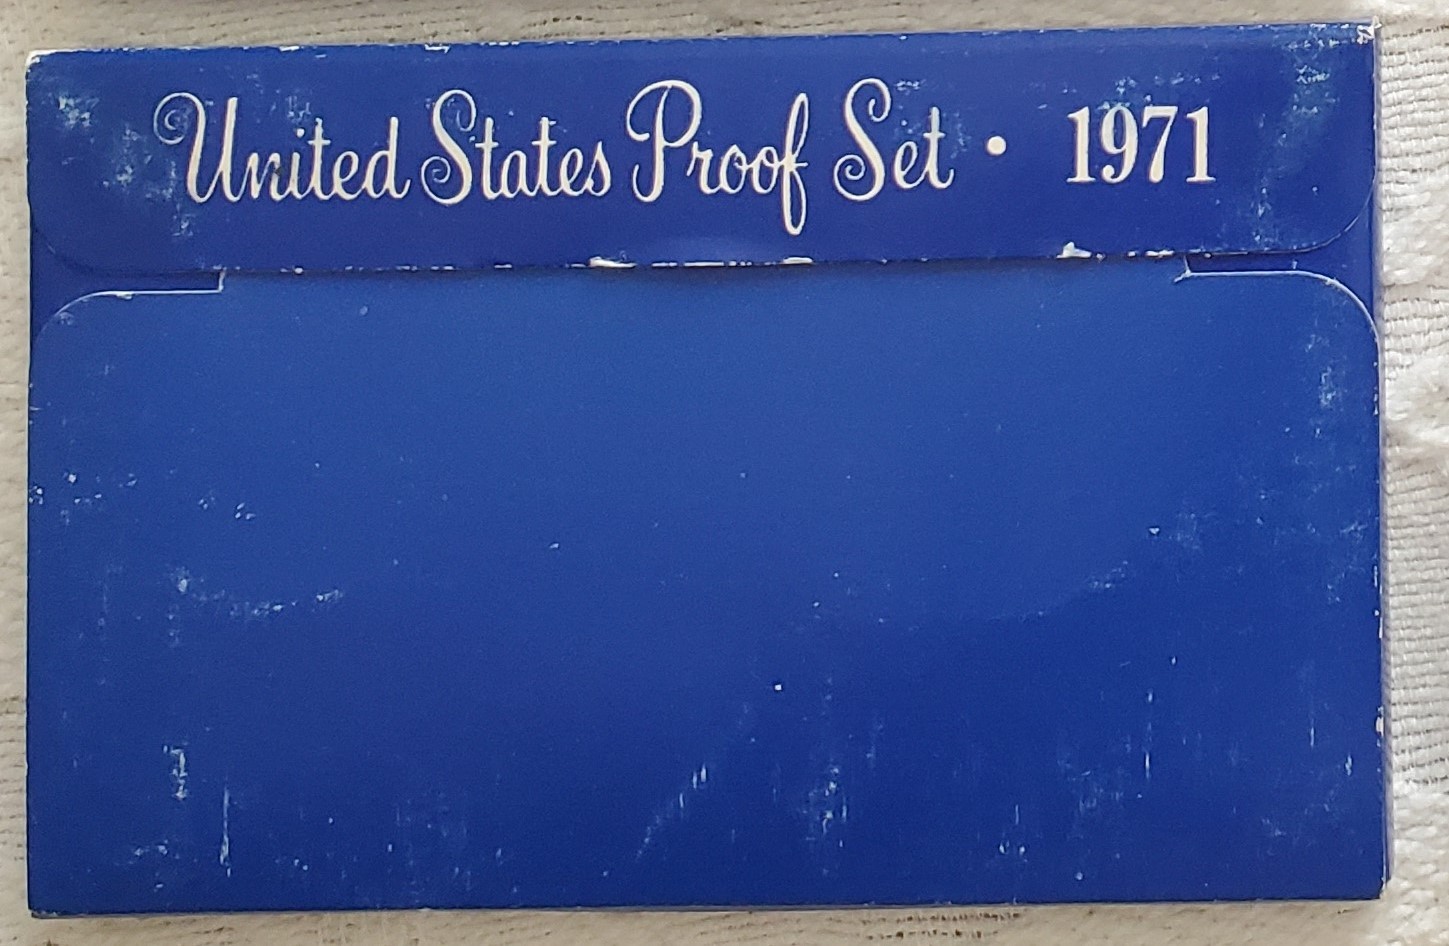 United States Proof Set · 1971